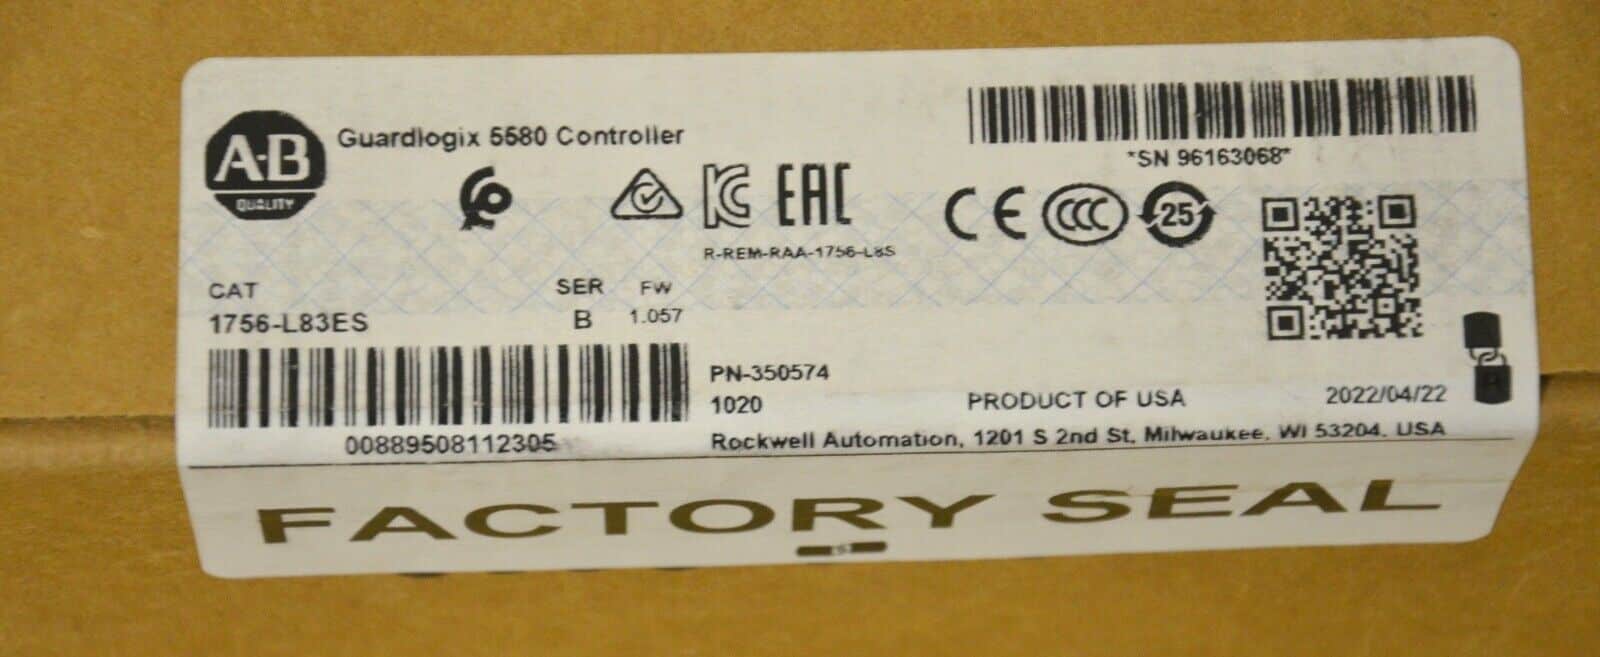 A-B
QUALITY
Guardlogix 5580 Controller
*SN 96163068*
EAC
CE
CCC
25
R-REM-RAA-1756-L8S
CAT
SER
FW
1756-L83ES
B
1.057
PN-350574
1020
PRODUCT OF USA
2022/04/22
00889508112305
Rockwell Automation, 1201 S 2nd St, Milwaukee, WI 53204, USA
FACTORY SEAL